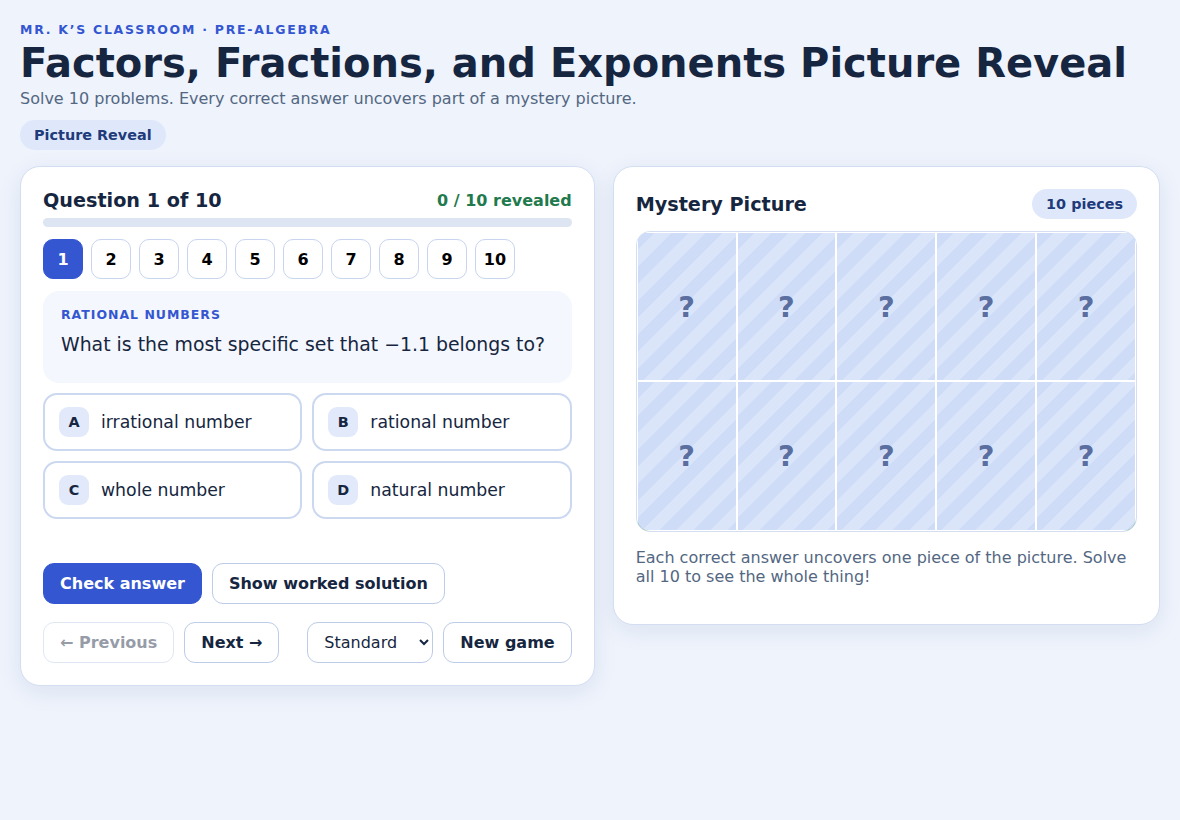 MR. K’S CLASSROOM · PRE-ALGEBRA
Factors, Fractions, and Exponents Picture Reveal
Solve 10 problems. Every correct answer uncovers part of a mystery picture.
Picture Reveal
Question 1 of 10
0 / 10 revealed
1 2 3 4 5 6 7 8 9 10
RATIONAL NUMBERS
What is the most specific set that −1.1 belongs to?
A irrational number
B rational number
C whole number
D natural number
Check answer
Show worked solution
← Previous
Next →
Standard
New game
Mystery Picture
10 pieces
? ? ? ? ?
? ? ? ? ?
Each correct answer uncovers one piece of the picture. Solve
all 10 to see the whole thing!